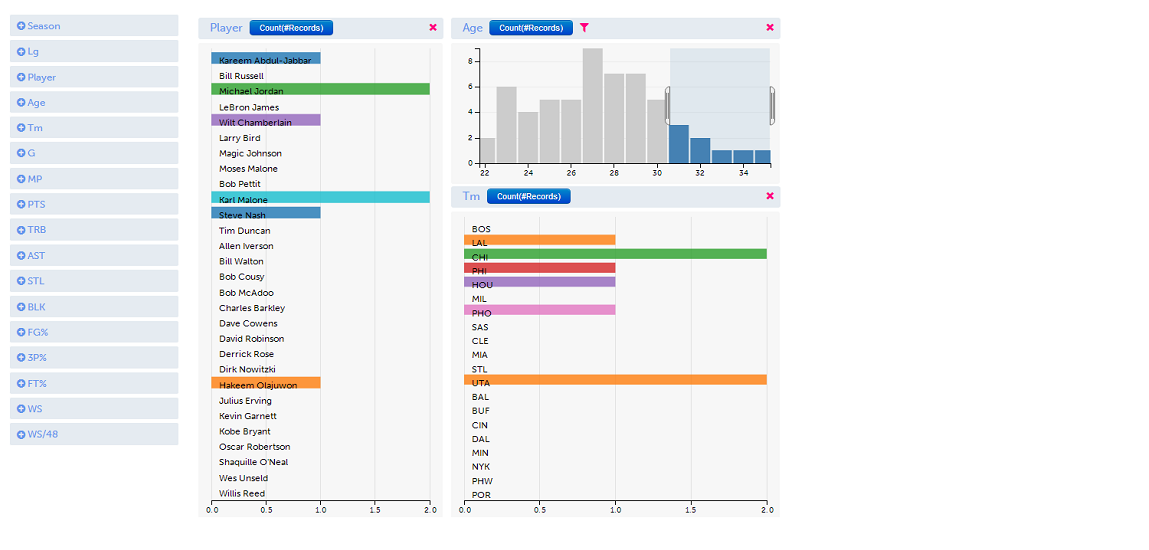 Season
Lg
Player
Age
Tm
G
MP
PTS
TRB
AST
STL
BLK
FG%
3P%
FT%
WS
WS/48
Player Count(#Records)
Kareem Abdul-Jabbar
Bill Russell
Michael Jordan
LeBron James
Wilt Chamberlain
Larry Bird
Magic Johnson
Moses Malone
Bob Pettit
Karl Malone
Steve Nash
Tim Duncan
Allen Iverson
Bill Walton
Bob Cousy
Bob McAdoo
Charles Barkley
Dave Cowens
David Robinson
Derrick Rose
Dirk Nowitzki
Hakeem Olajuwon
Julius Erving
Kevin Garnett
Kobe Bryant
Oscar Robertson
Shaquille O'Neal
Wes Unseld
Willis Reed
0.0 0.5 1.0 1.5 2.0
Age Count(#Records)
8
6
4
2
0
22 24 26 28 30 32 34
Tm Count(#Records)
BOS
LAL
CHI
PHI
HOU
MIL
PHO
SAS
CLE
MIA
STL
UTA
BAL
BUF
CIN
DAL
MIN
NYK
PHW
POR
0.0 0.5 1.0 1.5 2.0